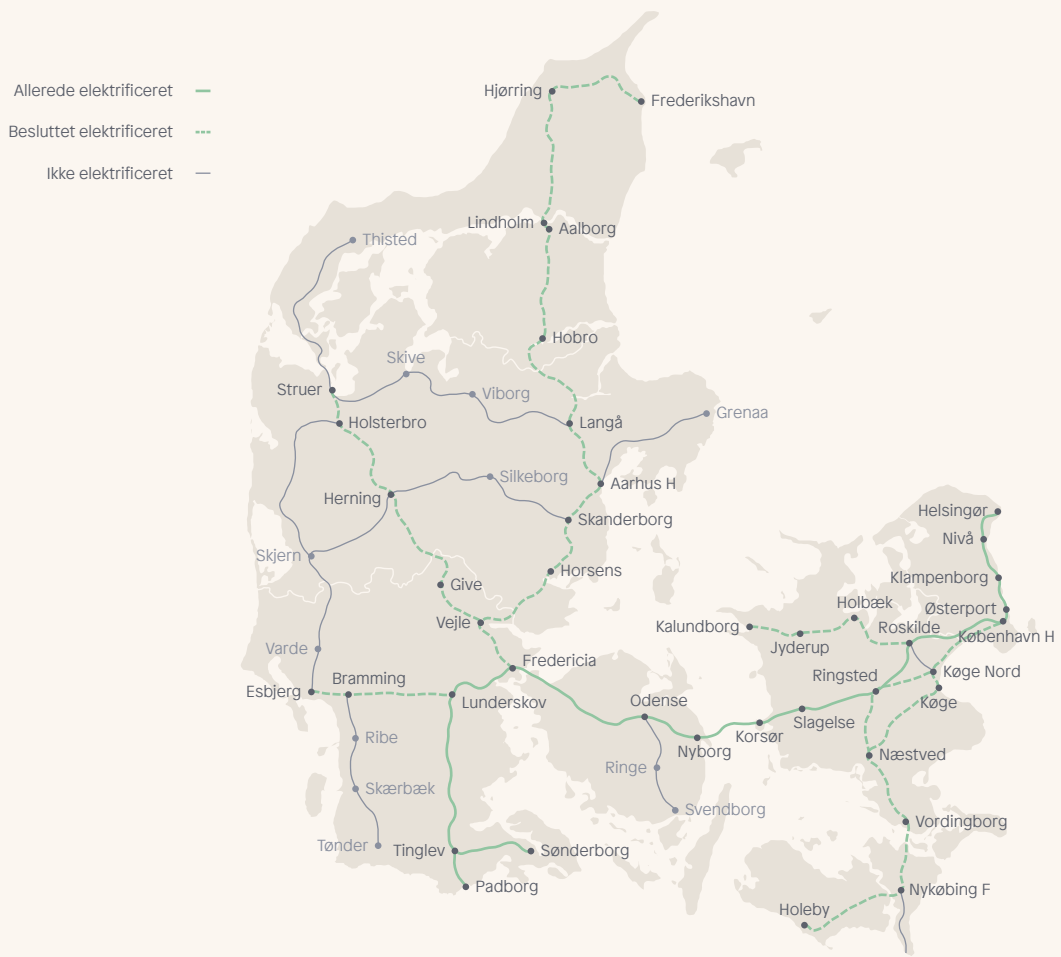 Allerede elektrificeret
Besluttet elektrificeret
Ikke elektrificeret
Hjørring
Frederikshavn
Lindholm
Aalborg
Thisted
Hobro
Skive
Struer
Viborg
Grenaa
Holsterbro
Langå
Silkeborg
Aarhus H
Herning
Skanderborg
Helsingør
Nivå
Skjern
Horsens
Klampenborg
Give
Holbæk
Østerport
Vejle
Kalundborg
Roskilde
København H
Varde
Jyderup
Fredericia
Ringsted
Køge Nord
Bramming
Esbjerg
Lunderskov
Odense
Køge
Slagelse
Korsør
Ribe
Nyborg
Næstved
Ringe
Skærbæk
Svendborg
Vordingborg
Tønder
Tinglev
Sønderborg
Padborg
Nykøbing F
Holeby